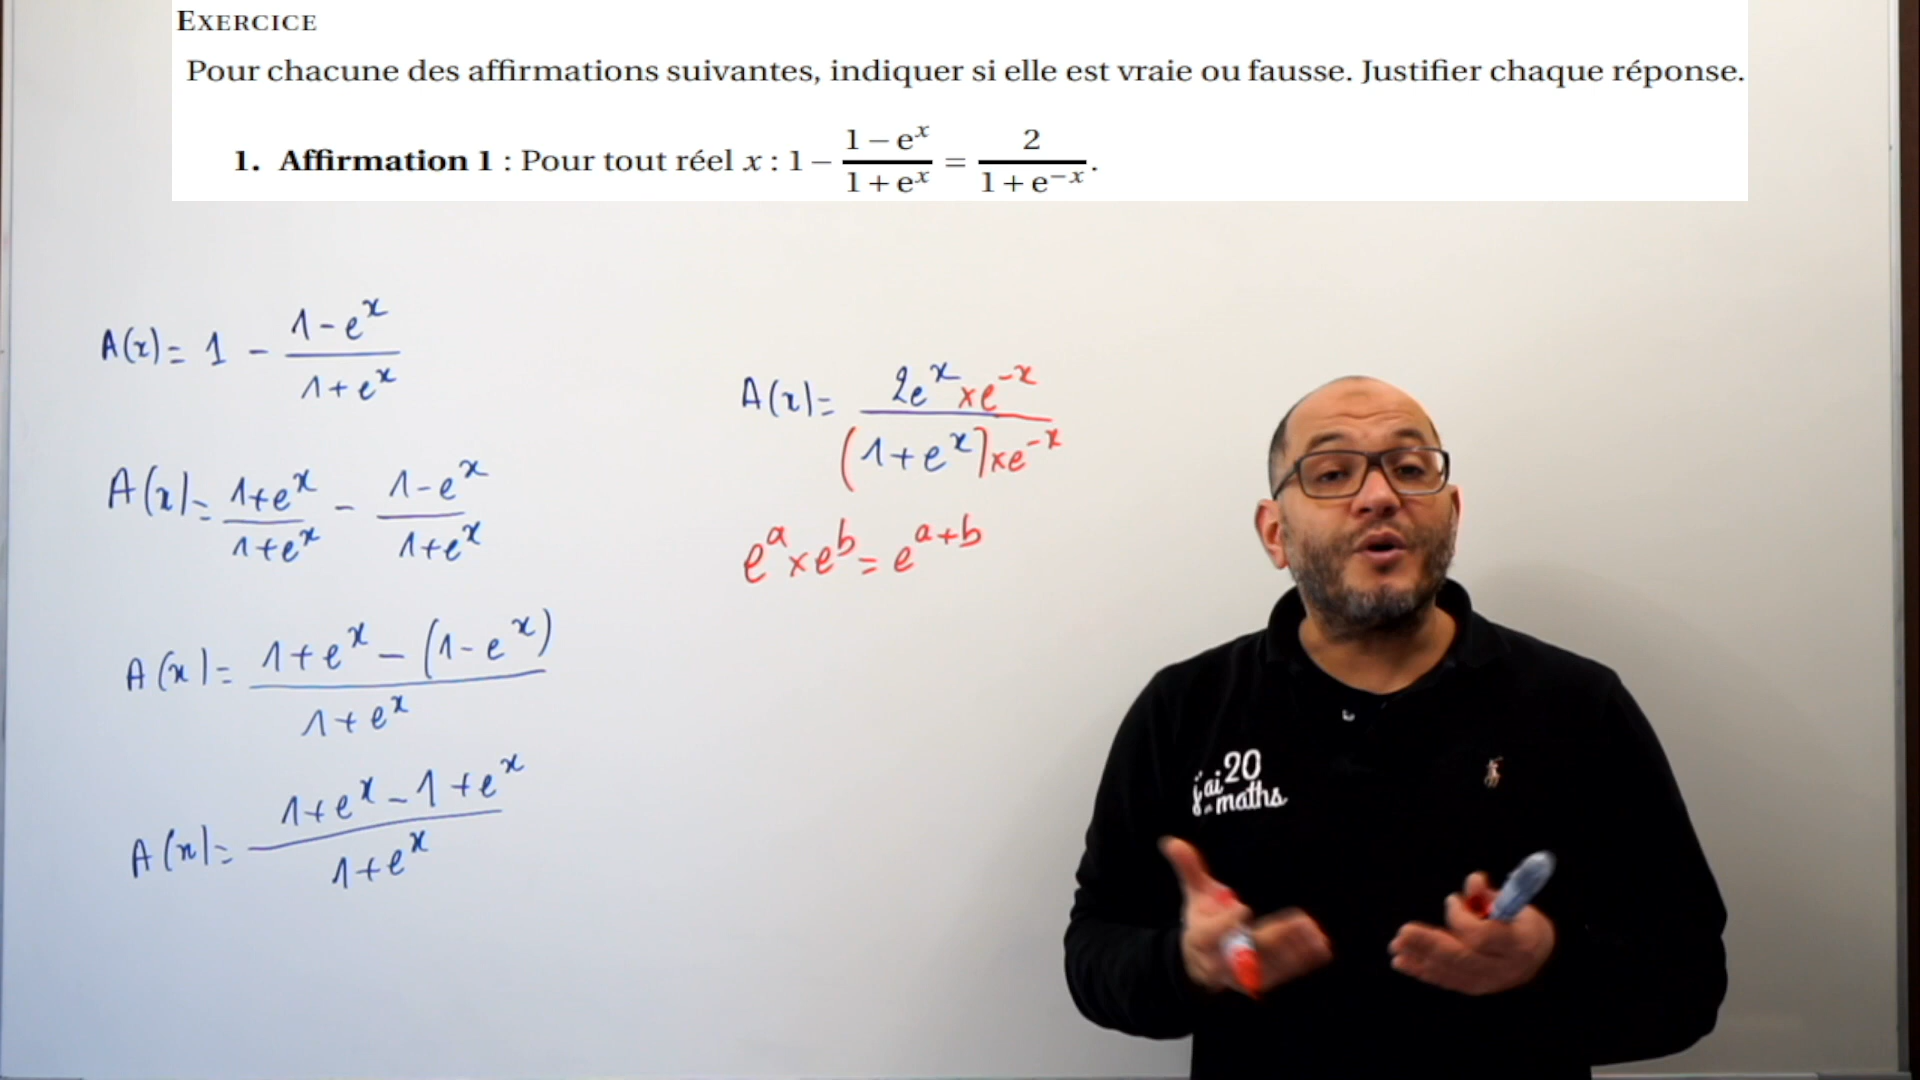 EXERCICE
Pour chacune des affirmations suivantes, indiquer si elle est vraie ou fausse. Justifier chaque réponse.
1. Affirmation 1 : Pour tout réel x : 1 − (1 − e^x)/(1 + e^x) = 2/(1 + e^−x).
A(x) = 1 − (1 − e^x)/(1 + e^x)
A(x) = (1 + e^x)/(1 + e^x) − (1 − e^x)/(1 + e^x)
A(x) = (1 + e^x − (1 − e^x))/(1 + e^x)
A(x) = (1 + e^x − 1 + e^x)/(1 + e^x)
A(x) = (2e^x × e^−x)/((1 + e^x) × e^−x)
e^a × e^b = e^(a+b)
j'ai 20
en maths